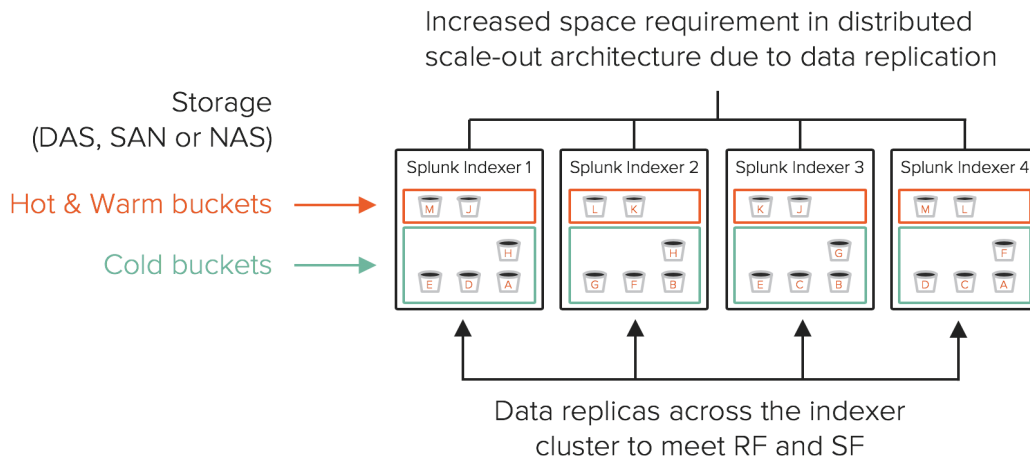 Increased space requirement in distributed
scale-out architecture due to data replication
Storage
(DAS, SAN or NAS)
Hot & Warm buckets
Cold buckets
Splunk Indexer 1
M J
H
E D A
Splunk Indexer 2
L K
H
G F B
Splunk Indexer 3
K J
G
E C B
Splunk Indexer 4
M L
F
D C A
Data replicas across the indexer
cluster to meet RF and SF